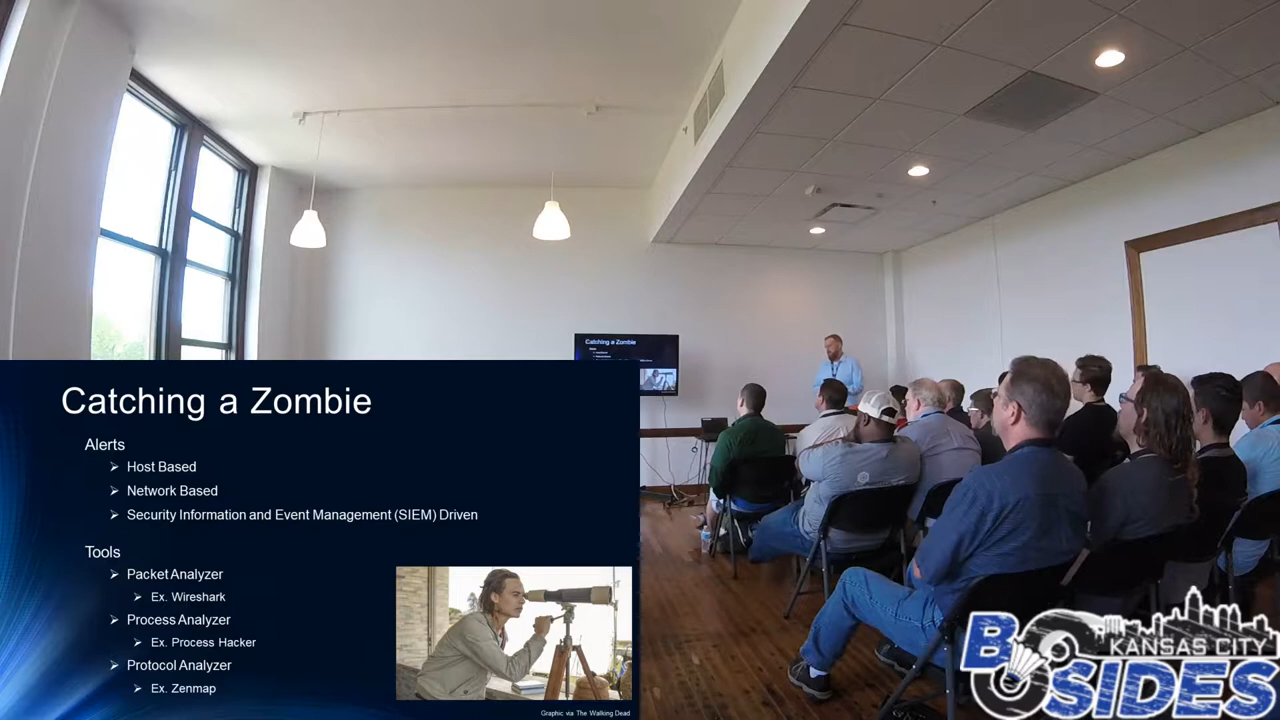 Catching a Zombie
Catching a Zombie
Alerts
➢ Host Based
➢ Network Based
➢ Security Information and Event Management (SIEM) Driven
Tools
➢ Packet Analyzer
➢ Ex. Wireshark
➢ Process Analyzer
➢ Ex. Process Hacker
➢ Protocol Analyzer
➢ Ex. Zenmap
Graphic via The Walking Dead
KANSAS CITY
BSIDES